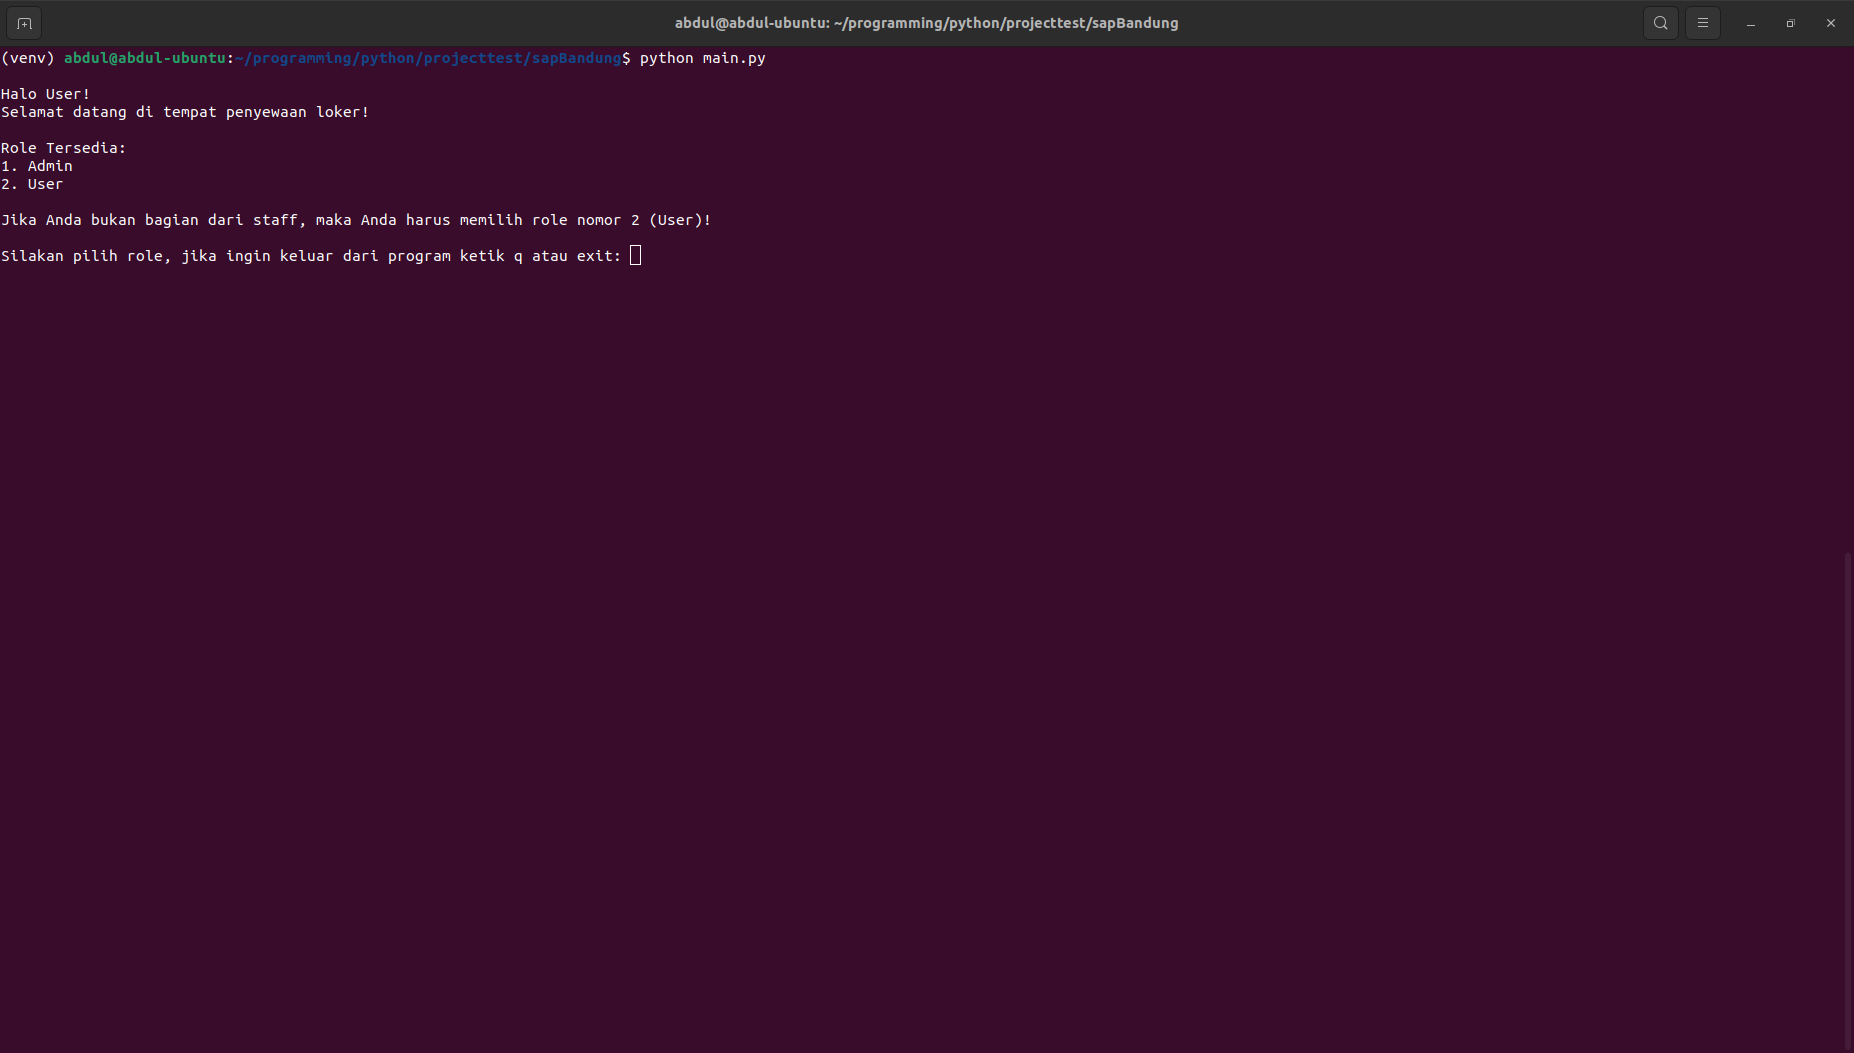 abdul@abdul-ubuntu: ~/programming/python/projecttest/sapBandung
(venv) abdul@abdul-ubuntu:~/programming/python/projecttest/sapBandung$ python main.py
Halo User!
Selamat datang di tempat penyewaan loker!
Role Tersedia:
1. Admin
2. User
Jika Anda bukan bagian dari staff, maka Anda harus memilih role nomor 2 (User)!
Silakan pilih role, jika ingin keluar dari program ketik q atau exit: